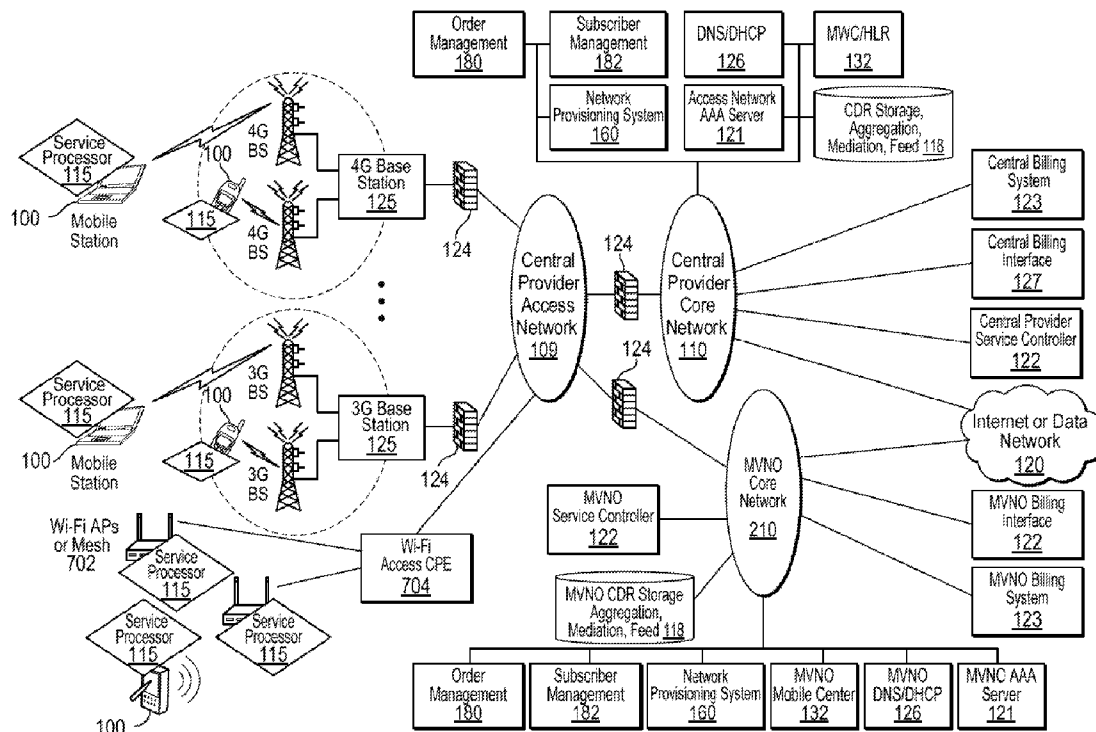 Order
Management
180
Subscriber
Management
182
DNS/DHCP
126
MWC/HLR
132
Network
Provisioning System
160
Access Network
AAA Server
121
CDR Storage,
Aggregation,
Mediation, Feed 118
Service
Processor
115
100
Mobile
Station
4G
BS
100
115
4G
BS
4G Base
Station
125
124
Central
Provider
Access
Network
109
124
Central
Provider
Core
Network
110
Central Billing
System
123
Central Billing
Interface
127
Central Provider
Service Controller
122
Internet or Data
Network
120
Service
Processor
115
100
Mobile
Station
3G
BS
100
115
3G
BS
3G Base
Station
125
124
124
MVNO
Core
Network
210
MVNO
Service Controller
122
MVNO Billing
Interface
122
MVNO Billing
System
123
Wi-Fi APs
or Mesh
702
Service
Processor
115
Service
Processor
115
Service
Processor
115
100
Wi-Fi
Access CPE
704
MVNO CDR Storage
Aggregation,
Mediation, Feed 118
Order
Management
180
Subscriber
Management
182
Network
Provisioning System
160
MVNO
Mobile Center
132
MVNO
DNS/DHCP
126
MVNC AAA
Server
121